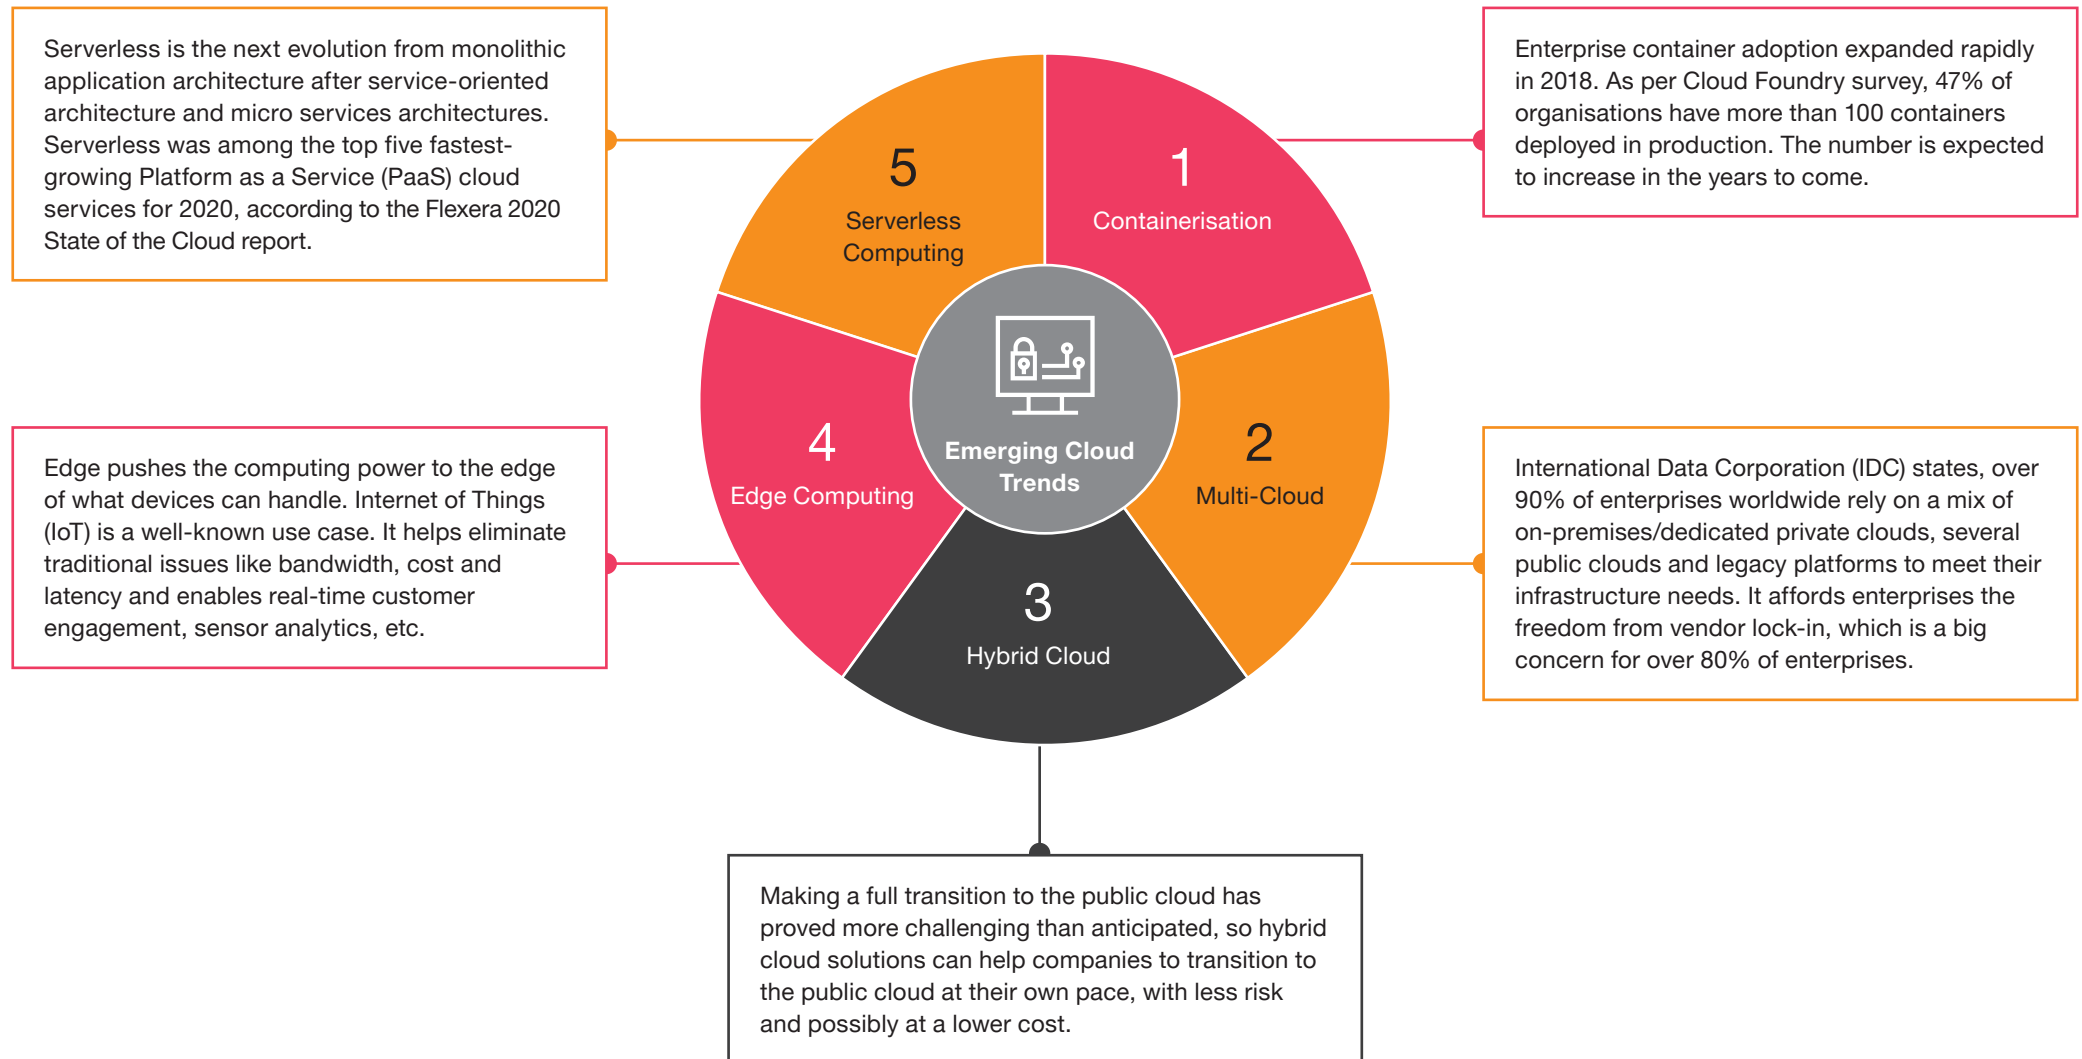 Serverless is the next evolution from monolithic
application architecture after service-oriented
architecture and micro services architectures.
Serverless was among the top five fastest-
growing Platform as a Service (PaaS) cloud
services for 2020, according to the Flexera 2020
State of the Cloud report.
Enterprise container adoption expanded rapidly
in 2018. As per Cloud Foundry survey, 47% of
organisations have more than 100 containers
deployed in production. The number is expected
to increase in the years to come.
5
Serverless
Computing
1
Containerisation
Emerging Cloud
Trends
4
Edge Computing
2
Multi-Cloud
3
Hybrid Cloud
Edge pushes the computing power to the edge
of what devices can handle. Internet of Things
(IoT) is a well-known use case. It helps eliminate
traditional issues like bandwidth, cost and
latency and enables real-time customer
engagement, sensor analytics, etc.
International Data Corporation (IDC) states, over
90% of enterprises worldwide rely on a mix of
on-premises/dedicated private clouds, several
public clouds and legacy platforms to meet their
infrastructure needs. It affords enterprises the
freedom from vendor lock-in, which is a big
concern for over 80% of enterprises.
Making a full transition to the public cloud has
proved more challenging than anticipated, so hybrid
cloud solutions can help companies to transition to
the public cloud at their own pace, with less risk
and possibly at a lower cost.